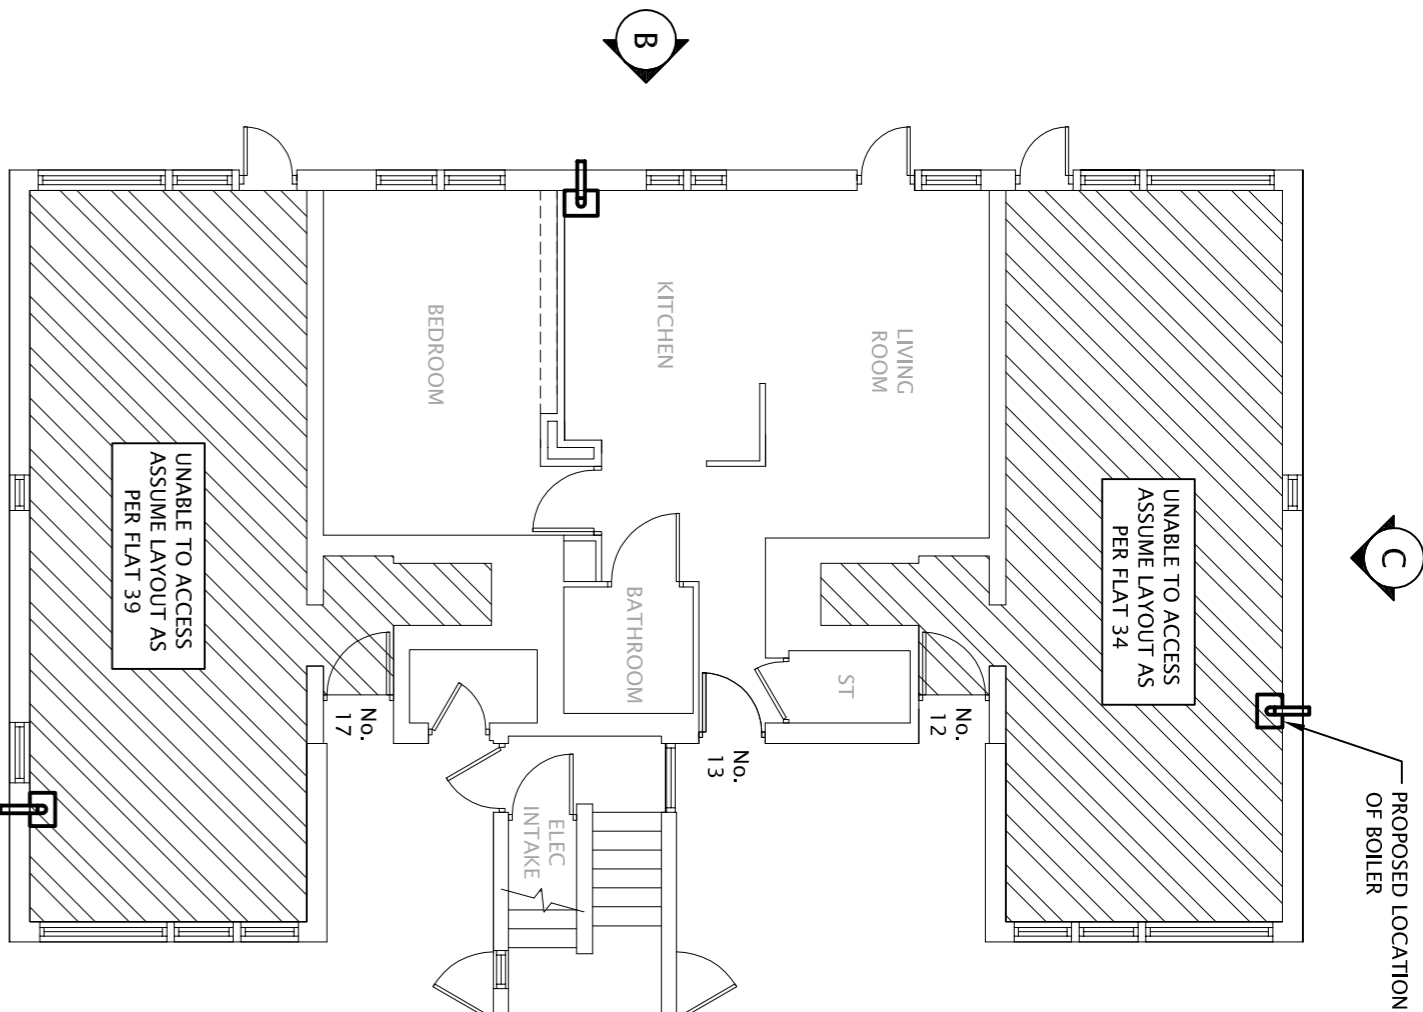 B
C
PROPOSED LOCATION
OF BOILER
LIVING
ROOM
KITCHEN
BEDROOM
UNABLE TO ACCESS
ASSUME LAYOUT AS
PER FLAT 34
UNABLE TO ACCESS
ASSUME LAYOUT AS
PER FLAT 39
BATHROOM
ST
No.
12
No.
13
No.
17
ELEC
INTAKE